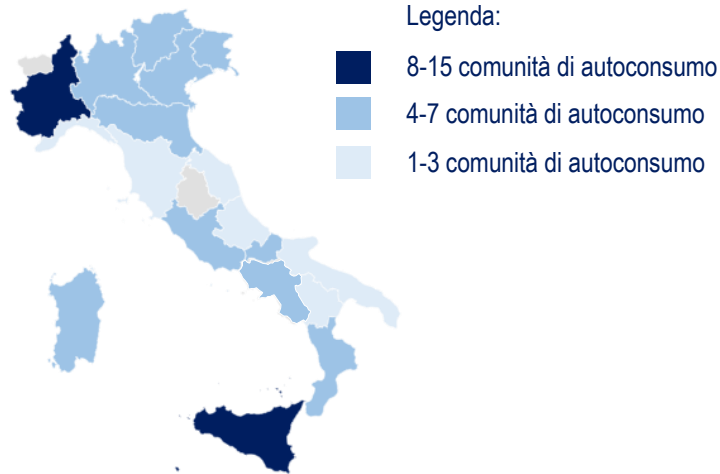 Legenda:
8-15 comunità di autoconsumo
4-7 comunità di autoconsumo
1-3 comunità di autoconsumo